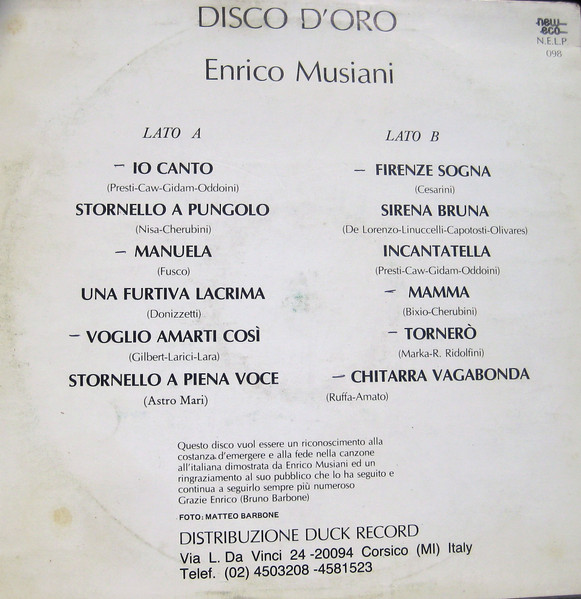 DISCO D'ORO
new
eco
N.E.L.P.
098
Enrico Musiani
LATO A
– IO CANTO
(Presti-Caw-Gidam-Oddoini)
STORNELLO A PUNGOLO
(Nisa-Cherubini)
– MANUELA
(Fusco)
UNA FURTIVA LACRIMA
(Donizzetti)
– VOGLIO AMARTI COSÌ
(Gilbert-Larici-Lara)
STORNELLO A PIENA VOCE
(Astro Mari)
LATO B
– FIRENZE SOGNA
(Cesarini)
SIRENA BRUNA
(De Lorenzo-Linuccelli-Capotosti-Olivares)
INCANTATELLA
(Presti-Caw-Gidam-Oddoini)
– MAMMA
(Bixio-Cherubini)
– TORNERÒ
(Marka-R. Ridolfini)
– CHITARRA VAGABONDA
(Ruffa-Amato)
Questo disco vuol essere un riconoscimento alla
costanza d'emergere e alla fede nella canzone
all'italiana dimostrata da Enrico Musiani ed un
ringraziamento al suo pubblico che lo ha seguito e
continua a seguirlo sempre più numeroso
Grazie Enrico (Bruno Barbone)
FOTO: MATTEO BARBONE
DISTRIBUZIONE DUCK RECORD
Via L. Da Vinci 24 -20094 Corsico (MI) Italy
Telef. (02) 4503208 -4581523